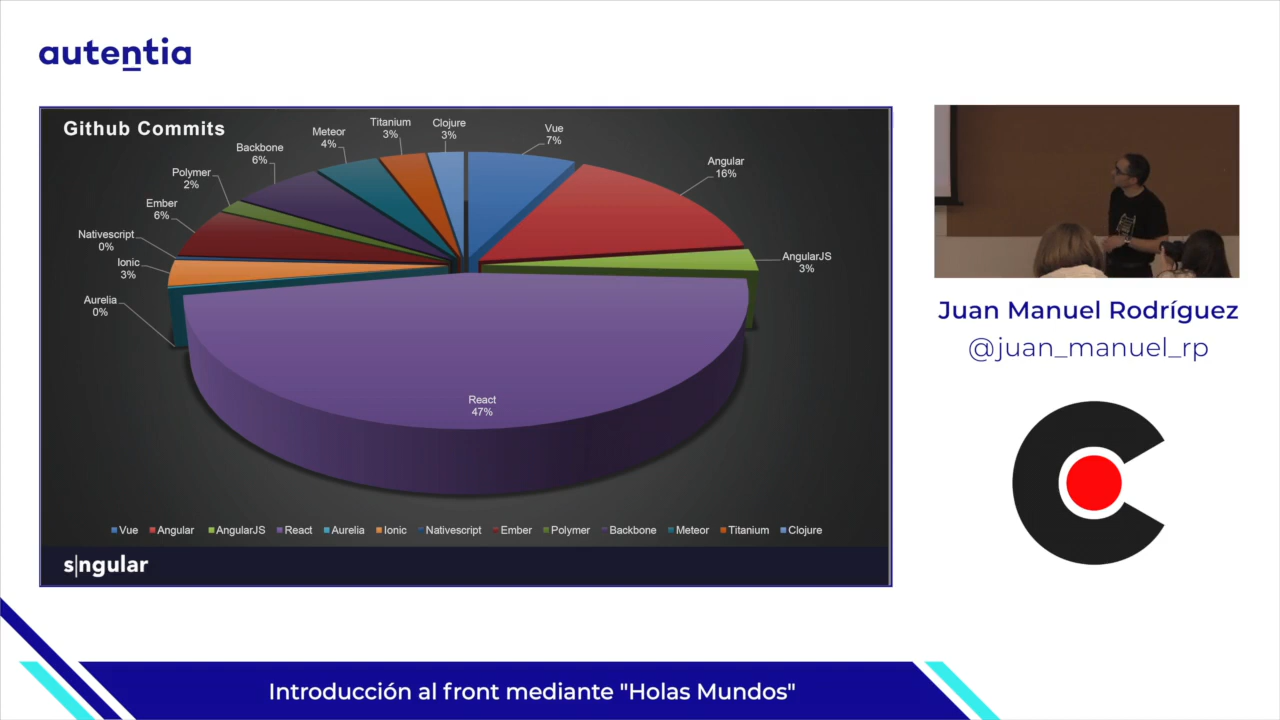 autentia
Github Commits
Vue
7%
Angular
16%
AngularJS
3%
React
47%
Aurelia
0%
Ionic
3%
Nativescript
0%
Ember
6%
Polymer
2%
Backbone
6%
Meteor
4%
Titanium
3%
Clojure
3%
Vue Angular AngularJS React Aurelia Ionic Nativescript Ember Polymer Backbone Meteor Titanium Clojure
s|ngular
Juan Manuel Rodríguez
@juan_manuel_rp
Introducción al front mediante "Holas Mundos"